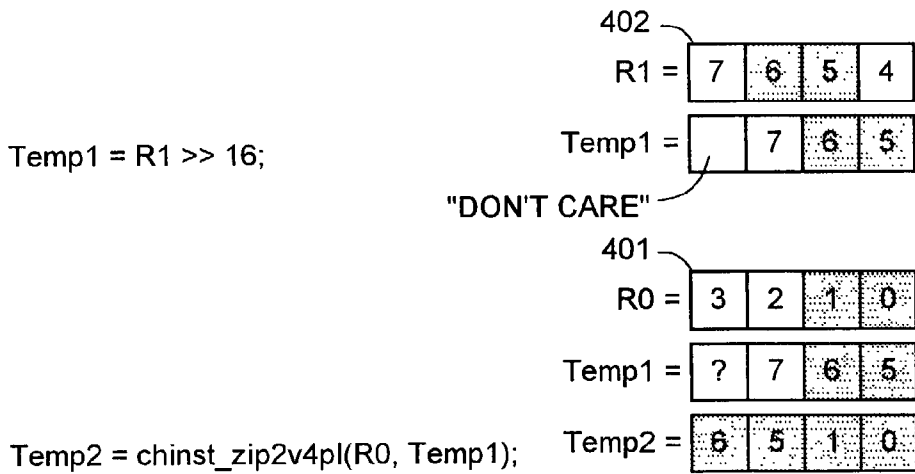 402
R1 = 7 6 5 4
Temp1 = R1 >> 16; Temp1 = 7 6 5
"DON'T CARE"
401
R0 = 3 2 1 0
Temp1 = ? 7 6 5
Temp2 = chinst_zip2v4pl(R0, Temp1); Temp2 = 6 5 1 0